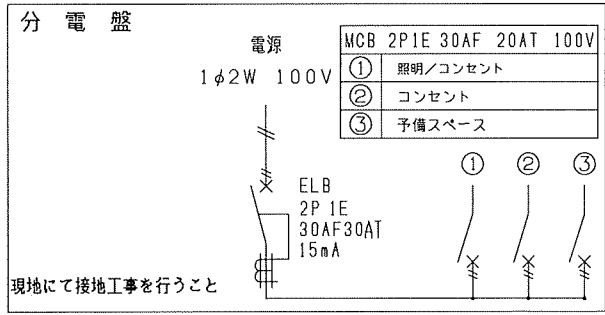 分電盤
電源
1φ2W 100V
MCB 2P1E 30AF 20AT 100V
① 照明/コンセント
② コンセント
③ 予備スペース
① ② ③
ELB
2P 1E
30AF30AT
15mA
現地にて接地工事を行うこと